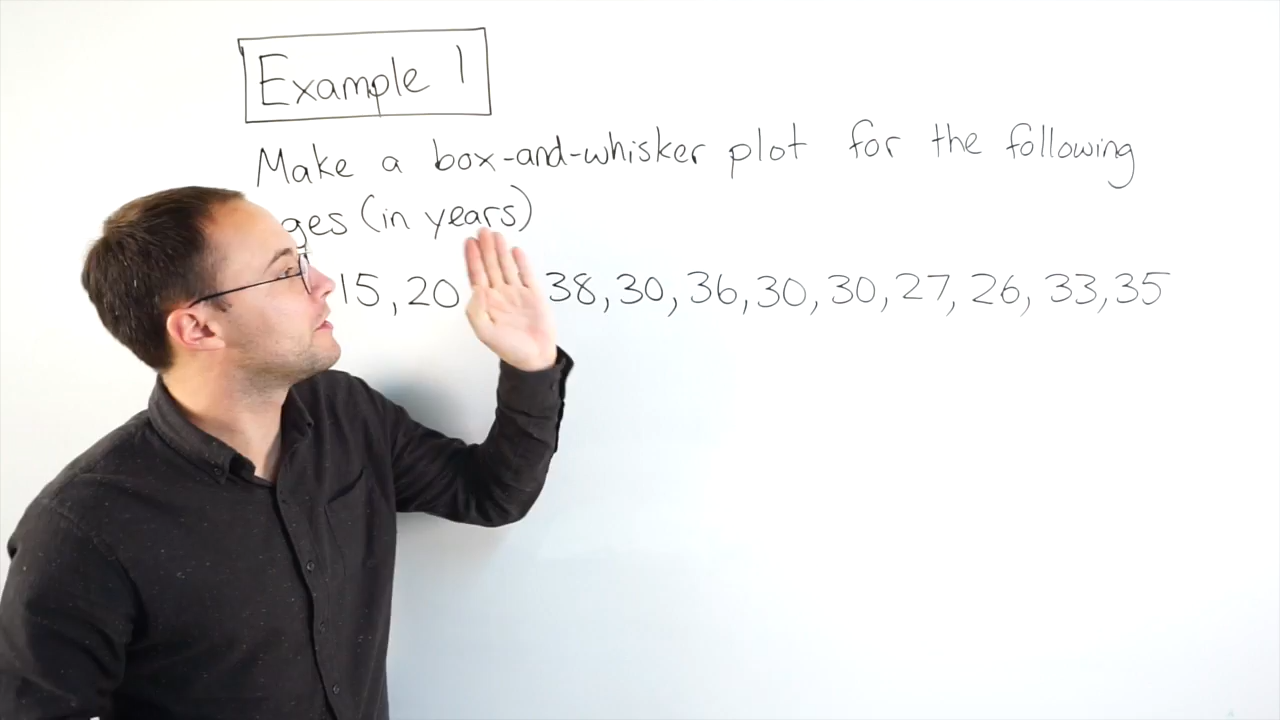 Example 1
Make a box-and-whisker plot for the following
ges (in years)
15, 20 38, 30, 36, 30, 30, 27, 26, 33, 35